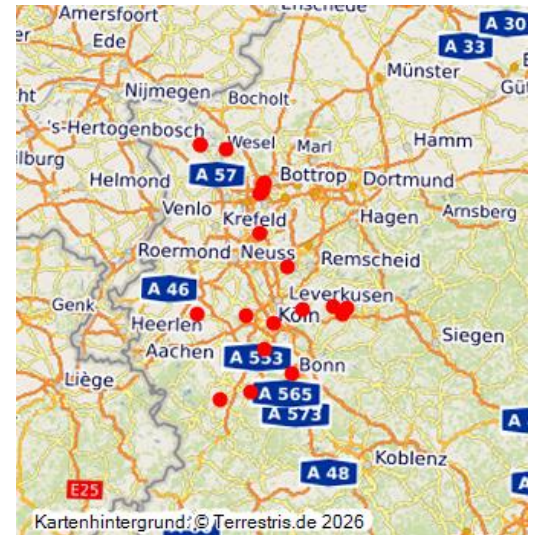 Amersfoort
Enschede
A 30
Ede
A 33
Münster
Nijmegen
Bocholt
's-Hertogenbosch
Wesel
Marl
Hamm
A 57
Bottrop
Dortmund
Helmond
Venlo
Krefeld
Hagen
Arnsberg
Roermond
Neuss
Remscheid
A 46
Leverkusen
Genk
Heerlen
Köln
Siegen
Aachen
A 553
Bonn
Liège
A 565
A 573
Koblenz
A 48
E25
Kartenhintergrund: © Terrestris.de 2026